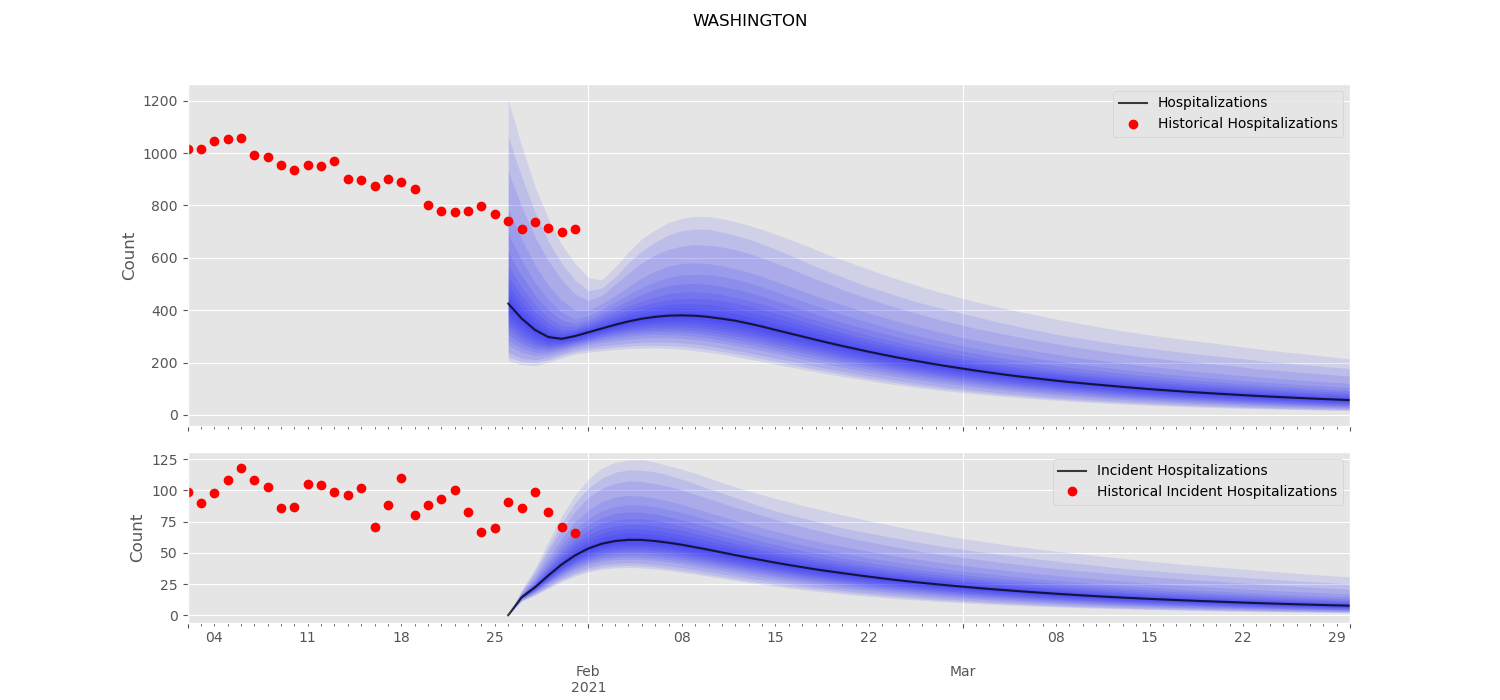 WASHINGTON
1200
1000
800
600
400
200
0
Count
Hospitalizations
Historical Hospitalizations
125
100
75
50
25
0
Count
Incident Hospitalizations
Historical Incident Hospitalizations
04 11 18 25 08 15 22 08 15 22 29
Feb Mar
2021